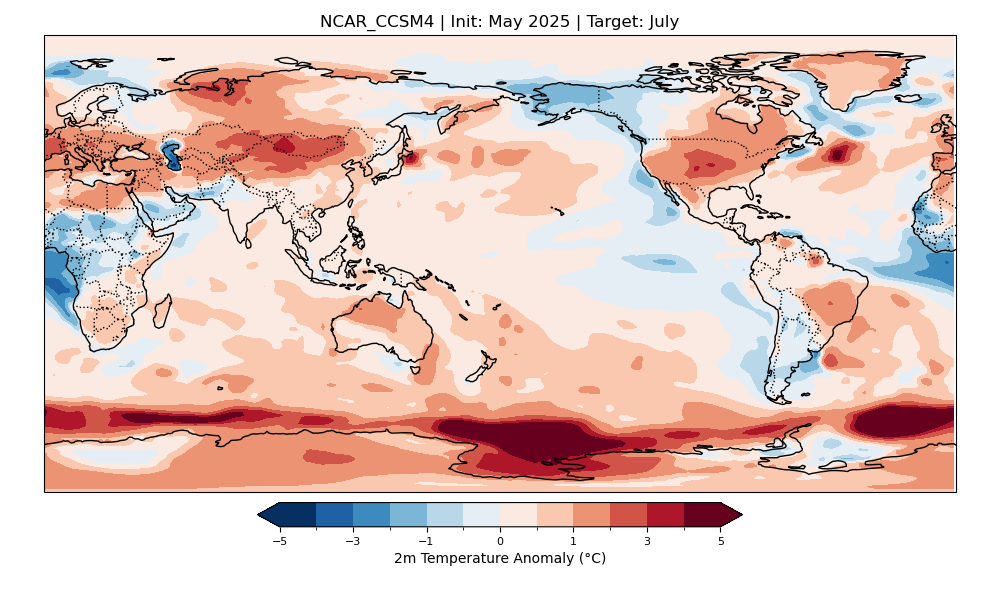 NCAR_CCSM4 | Init: May 2025 | Target: July
−5 −3 −1 0 1 3 5
2m Temperature Anomaly (°C)